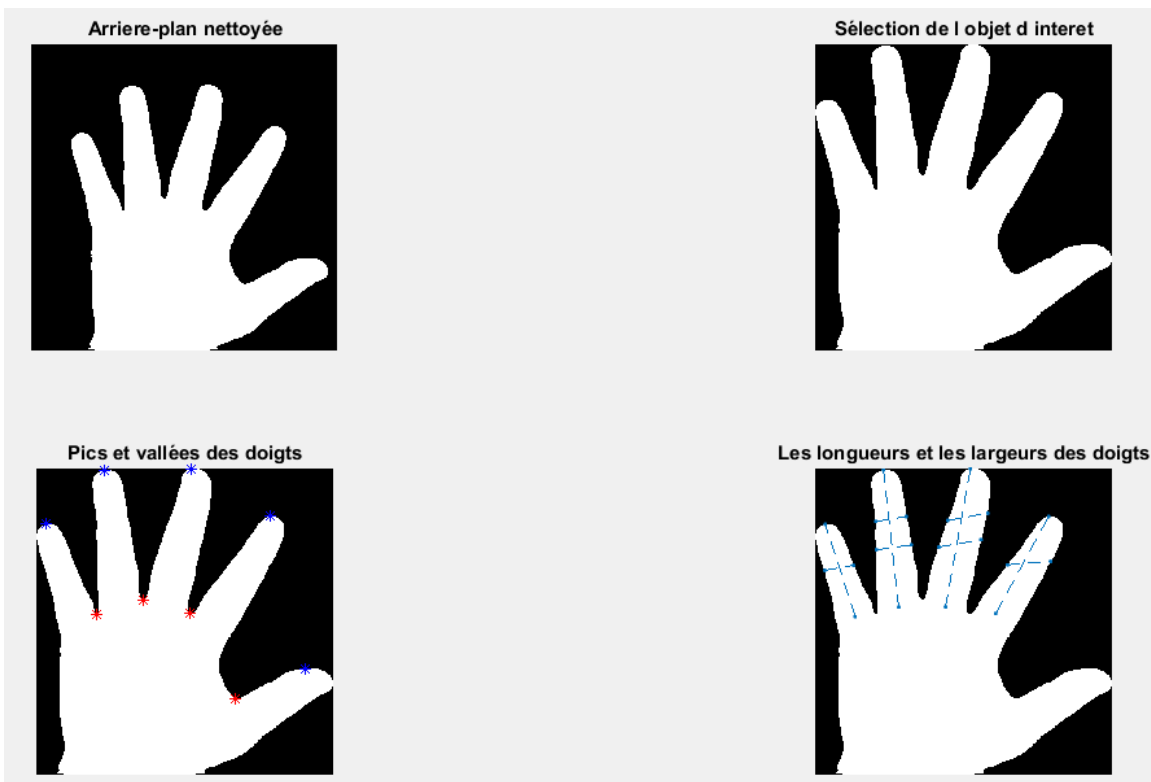 Arriere-plan nettoyée
Sélection de l objet d interet
Pics et vallées des doigts
Les longueurs et les largeurs des doigts